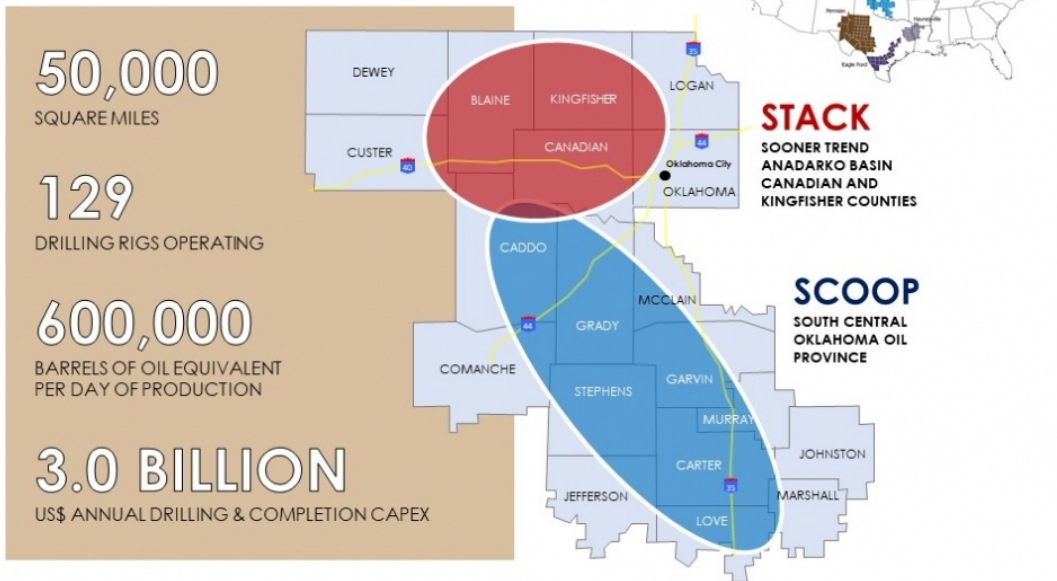 50,000
SQUARE MILES
129
DRILLING RIGS OPERATING
600,000
BARRELS OF OIL EQUIVALENT
PER DAY OF PRODUCTION
3.0 BILLION
US$ ANNUAL DRILLING & COMPLETION CAPEX
DEWEY
BLAINE
KINGFISHER
LOGAN
35
CUSTER
40
CANADIAN
44
Oklahoma City
OKLAHOMA
CADDO
MCCLAIN
44
GRADY
COMANCHE
STEPHENS
GARVIN
MURRAY
CARTER
JOHNSTON
35
JEFFERSON
MARSHALL
LOVE
Permian
Haynesville
Eagle Ford
STACK
SOONER TREND
ANADARKO BASIN
CANADIAN AND
KINGFISHER COUNTIES
SCOOP
SOUTH CENTRAL
OKLAHOMA OIL
PROVINCE